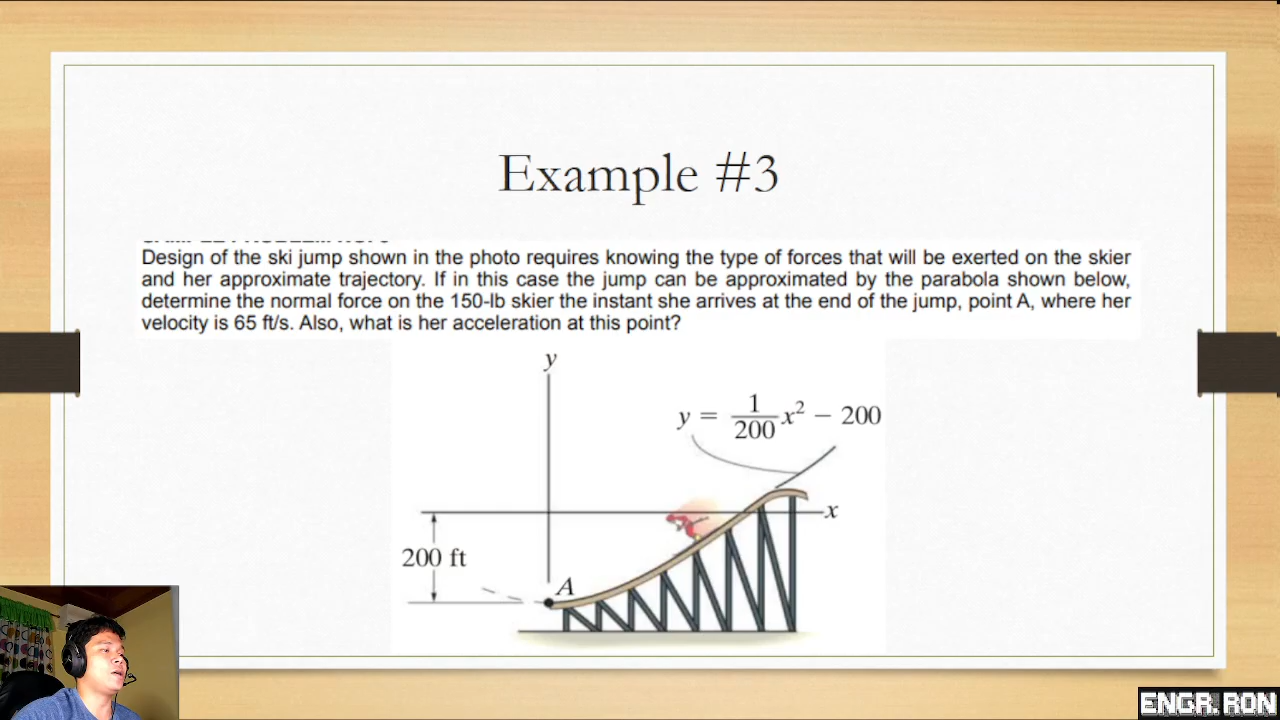 Example #3
Design of the ski jump shown in the photo requires knowing the type of forces that will be exerted on the skier
and her approximate trajectory. If in this case the jump can be approximated by the parabola shown below,
determine the normal force on the 150-lb skier the instant she arrives at the end of the jump, point A, where her
velocity is 65 ft/s. Also, what is her acceleration at this point?
y
y = 1/200 x² − 200
x
200 ft
A
ENGR. RON